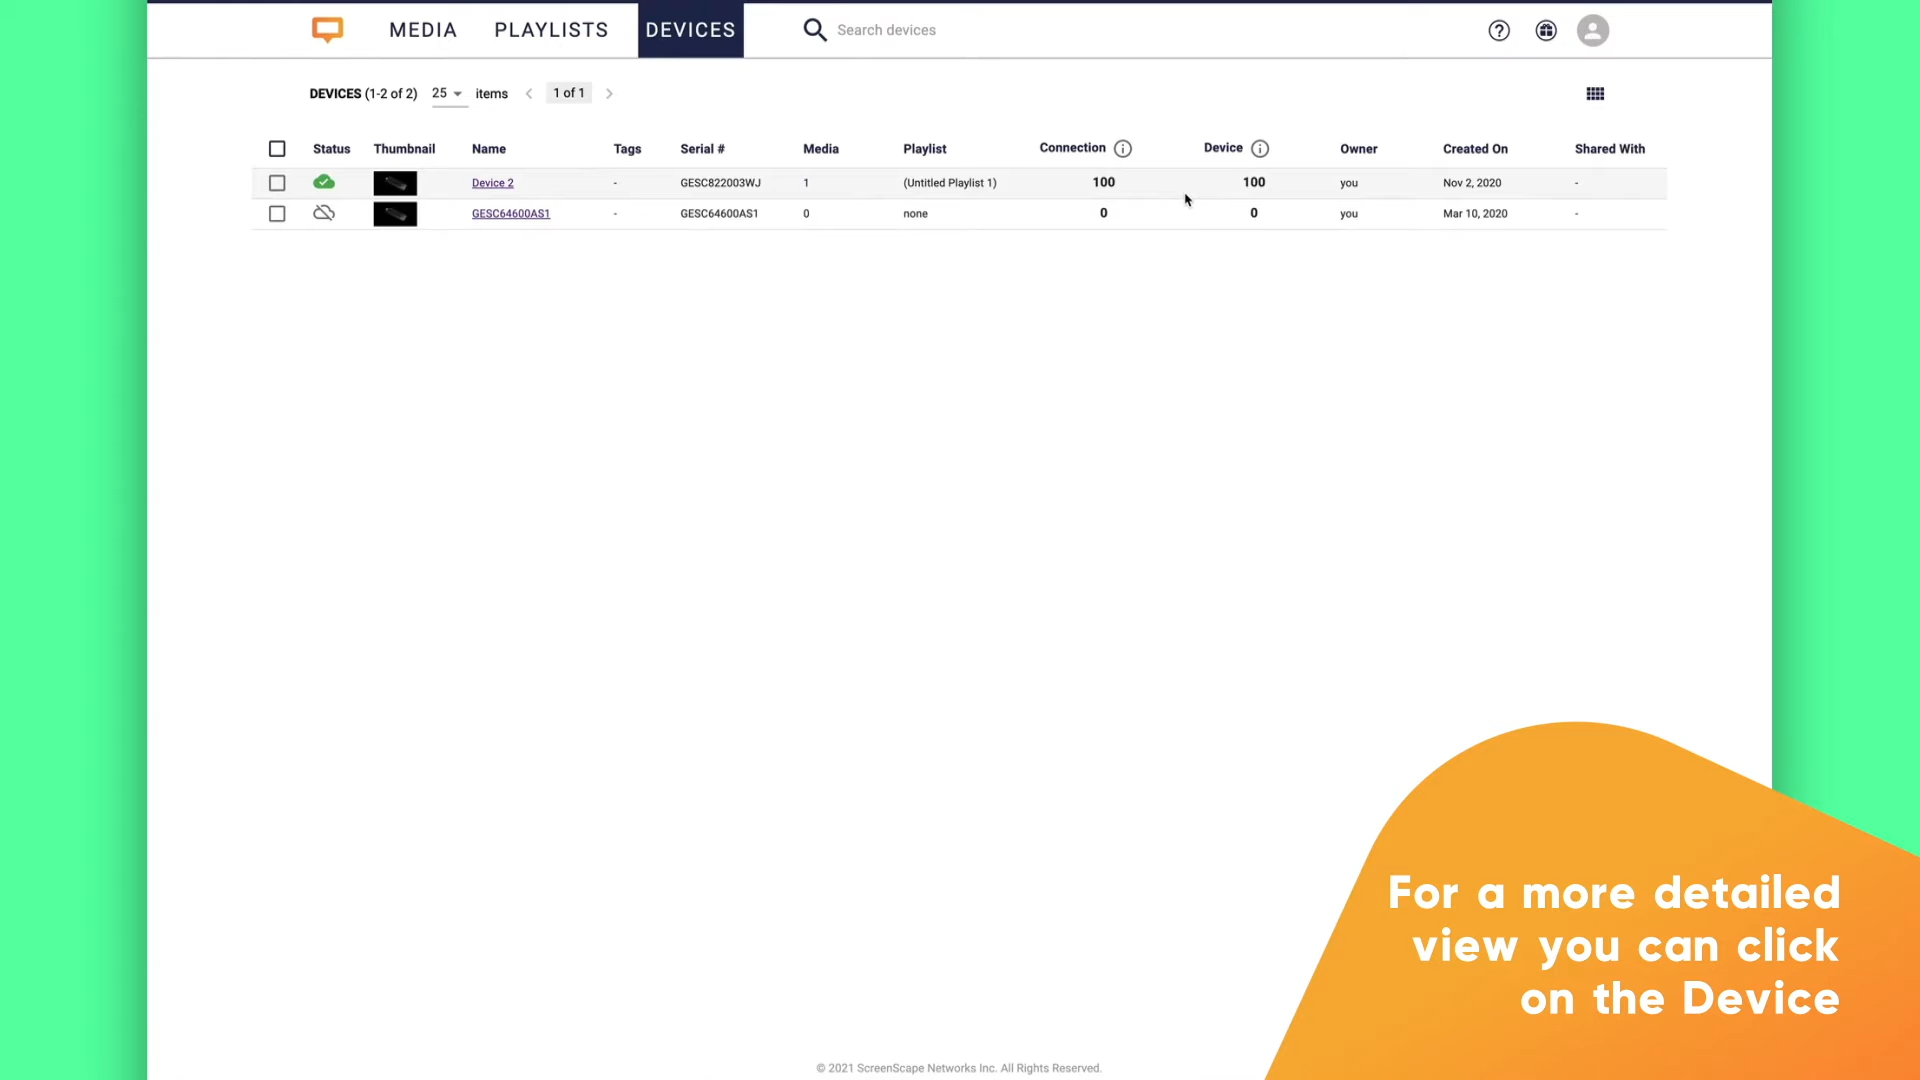 MEDIA PLAYLISTS DEVICES Search devices
DEVICES (1-2 of 2) 25 items 1 of 1
Status Thumbnail Name Tags Serial # Media Playlist Connection Device Owner Created On Shared With
Device 2 - GESC822003WJ 1 (Untitled Playlist 1) 100 100 you Nov 2, 2020 -
GESC64600AS1 - GESC64600AS1 0 none 0 0 you Mar 10, 2020 -
For a more detailed
view you can click
on the Device
© 2021 ScreenScape Networks Inc. All Rights Reserved.